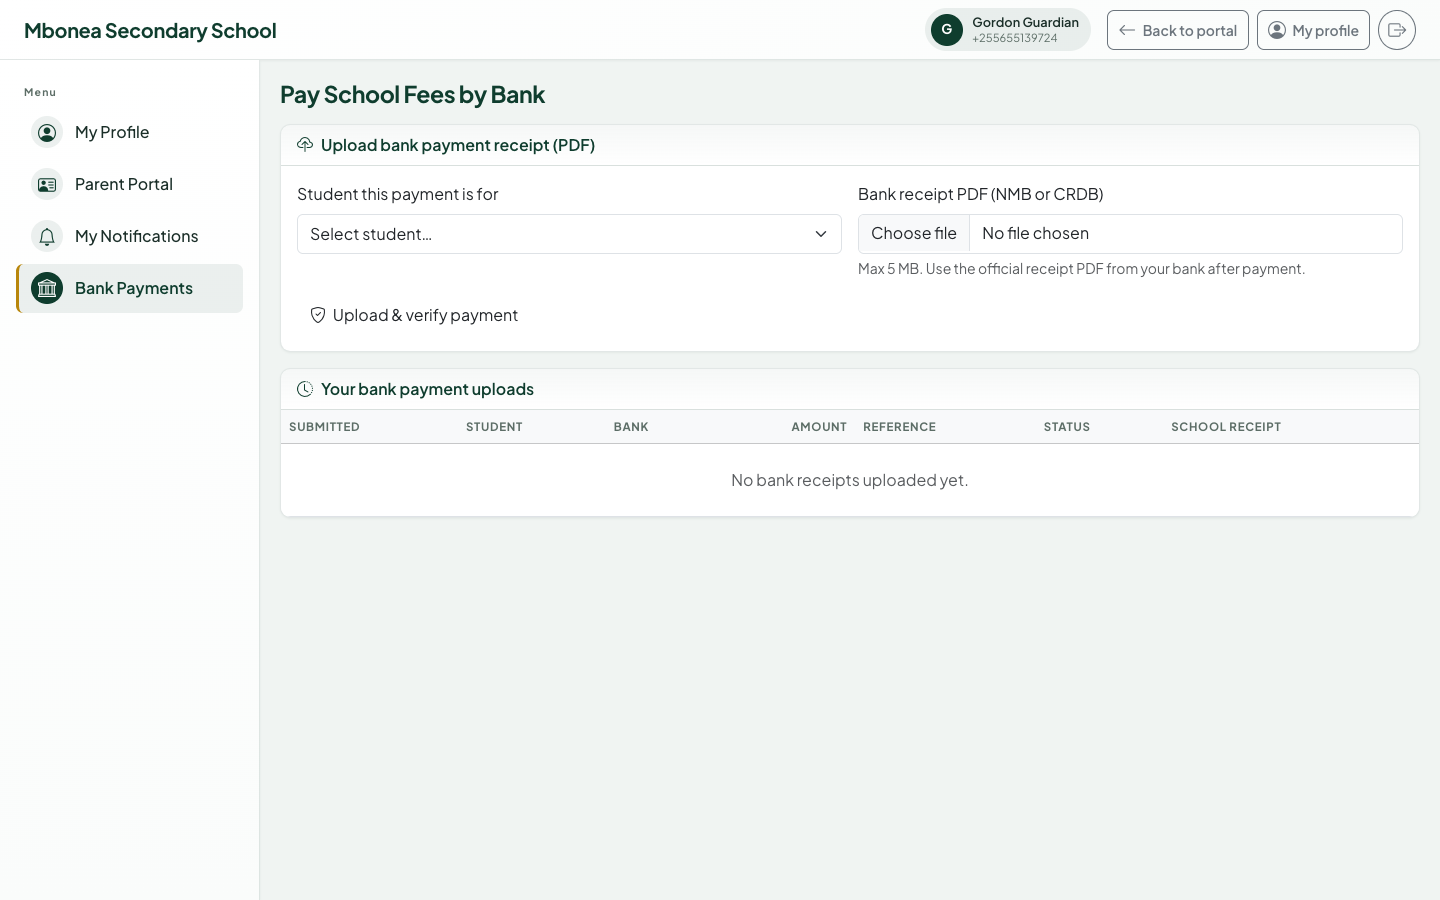 Mbonea Secondary School
G
Gordon Guardian
+255655139724
Back to portal
My profile
Menu
My Profile
Parent Portal
My Notifications
Bank Payments
Pay School Fees by Bank
Upload bank payment receipt (PDF)
Student this payment is for
Select student...
Bank receipt PDF (NMB or CRDB)
Choose file No file chosen
Max 5 MB. Use the official receipt PDF from your bank after payment.
Upload & verify payment
Your bank payment uploads
SUBMITTED STUDENT BANK AMOUNT REFERENCE STATUS SCHOOL RECEIPT
No bank receipts uploaded yet.